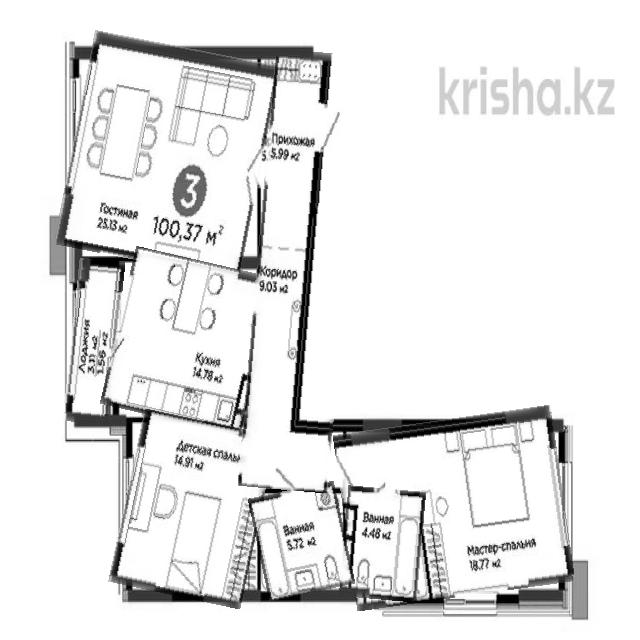 krisha.kz
Прихожая
5.99 м2
3
Гостиная
25.13 м2
100,37 м2
Коридор
9.03 м2
Лоджия
3.11 м2
1.56 м2
Кухня
14.78 м2
Детская спаль
14.91 м2
Ванная
5.72 м2
Ванная
4.48 м2
Мастер-спальня
18.77 м2